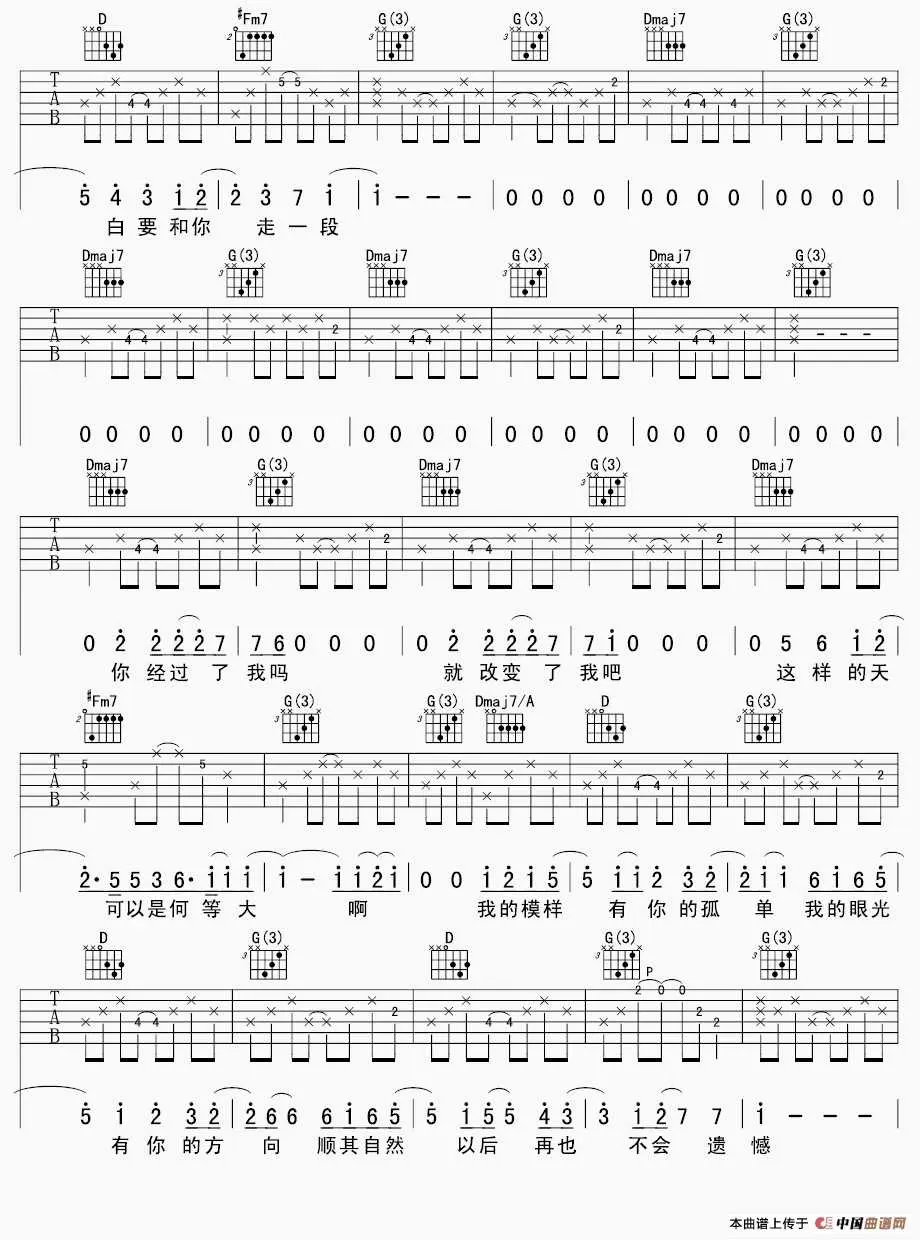 D #Fm7 G(3) G(3) Dmaj7 G(3)
5 4 3 1 2 | 2 3 7 1 | 1 - - - | 0 0 0 0 | 0 0 0 0 | 0 0 0 0
白 要 和 你 走 一 段
Dmaj7 G(3) Dmaj7 G(3) Dmaj7 G(3)
0 0 0 0 | 0 0 0 0 | 0 0 0 0 | 0 0 0 0 | 0 0 0 0 | 0 0 0 0
Dmaj7 G(3) Dmaj7 G(3) Dmaj7
0 2 2 2 2 7 | 7 6 0 0 0 | 0 2 2 2 2 7 | 7 1 0 0 0 | 0 5 6 1 2
你 经 过 了 我 吗 就 改 变 了 我 吧 这 样 的 天
#Fm7 G(3) G(3) Dmaj7/A D G(3)
2· 5 5 3 6· 1 1 1 | 1 - 1 1 2 1 | 0 0 1 2 1 5 | 5 1 1 2 3 2 | 2 1 1 6 1 6 5
可 以 是 何 等 大 啊 我 的 模 样 有 你 的 孤 单 我 的 眼 光
D G(3) D G(3) G(3)
P
5 1 2 3 2 | 2 6 6 6 1 6 5 | 5 1 5 5 4 3 | 3 1 2 7 7 | 1 - - -
有 你 的 方 向 顺 其 自 然 以 后 再 也 不 会 遗 憾
本曲谱上传于 中国曲谱网